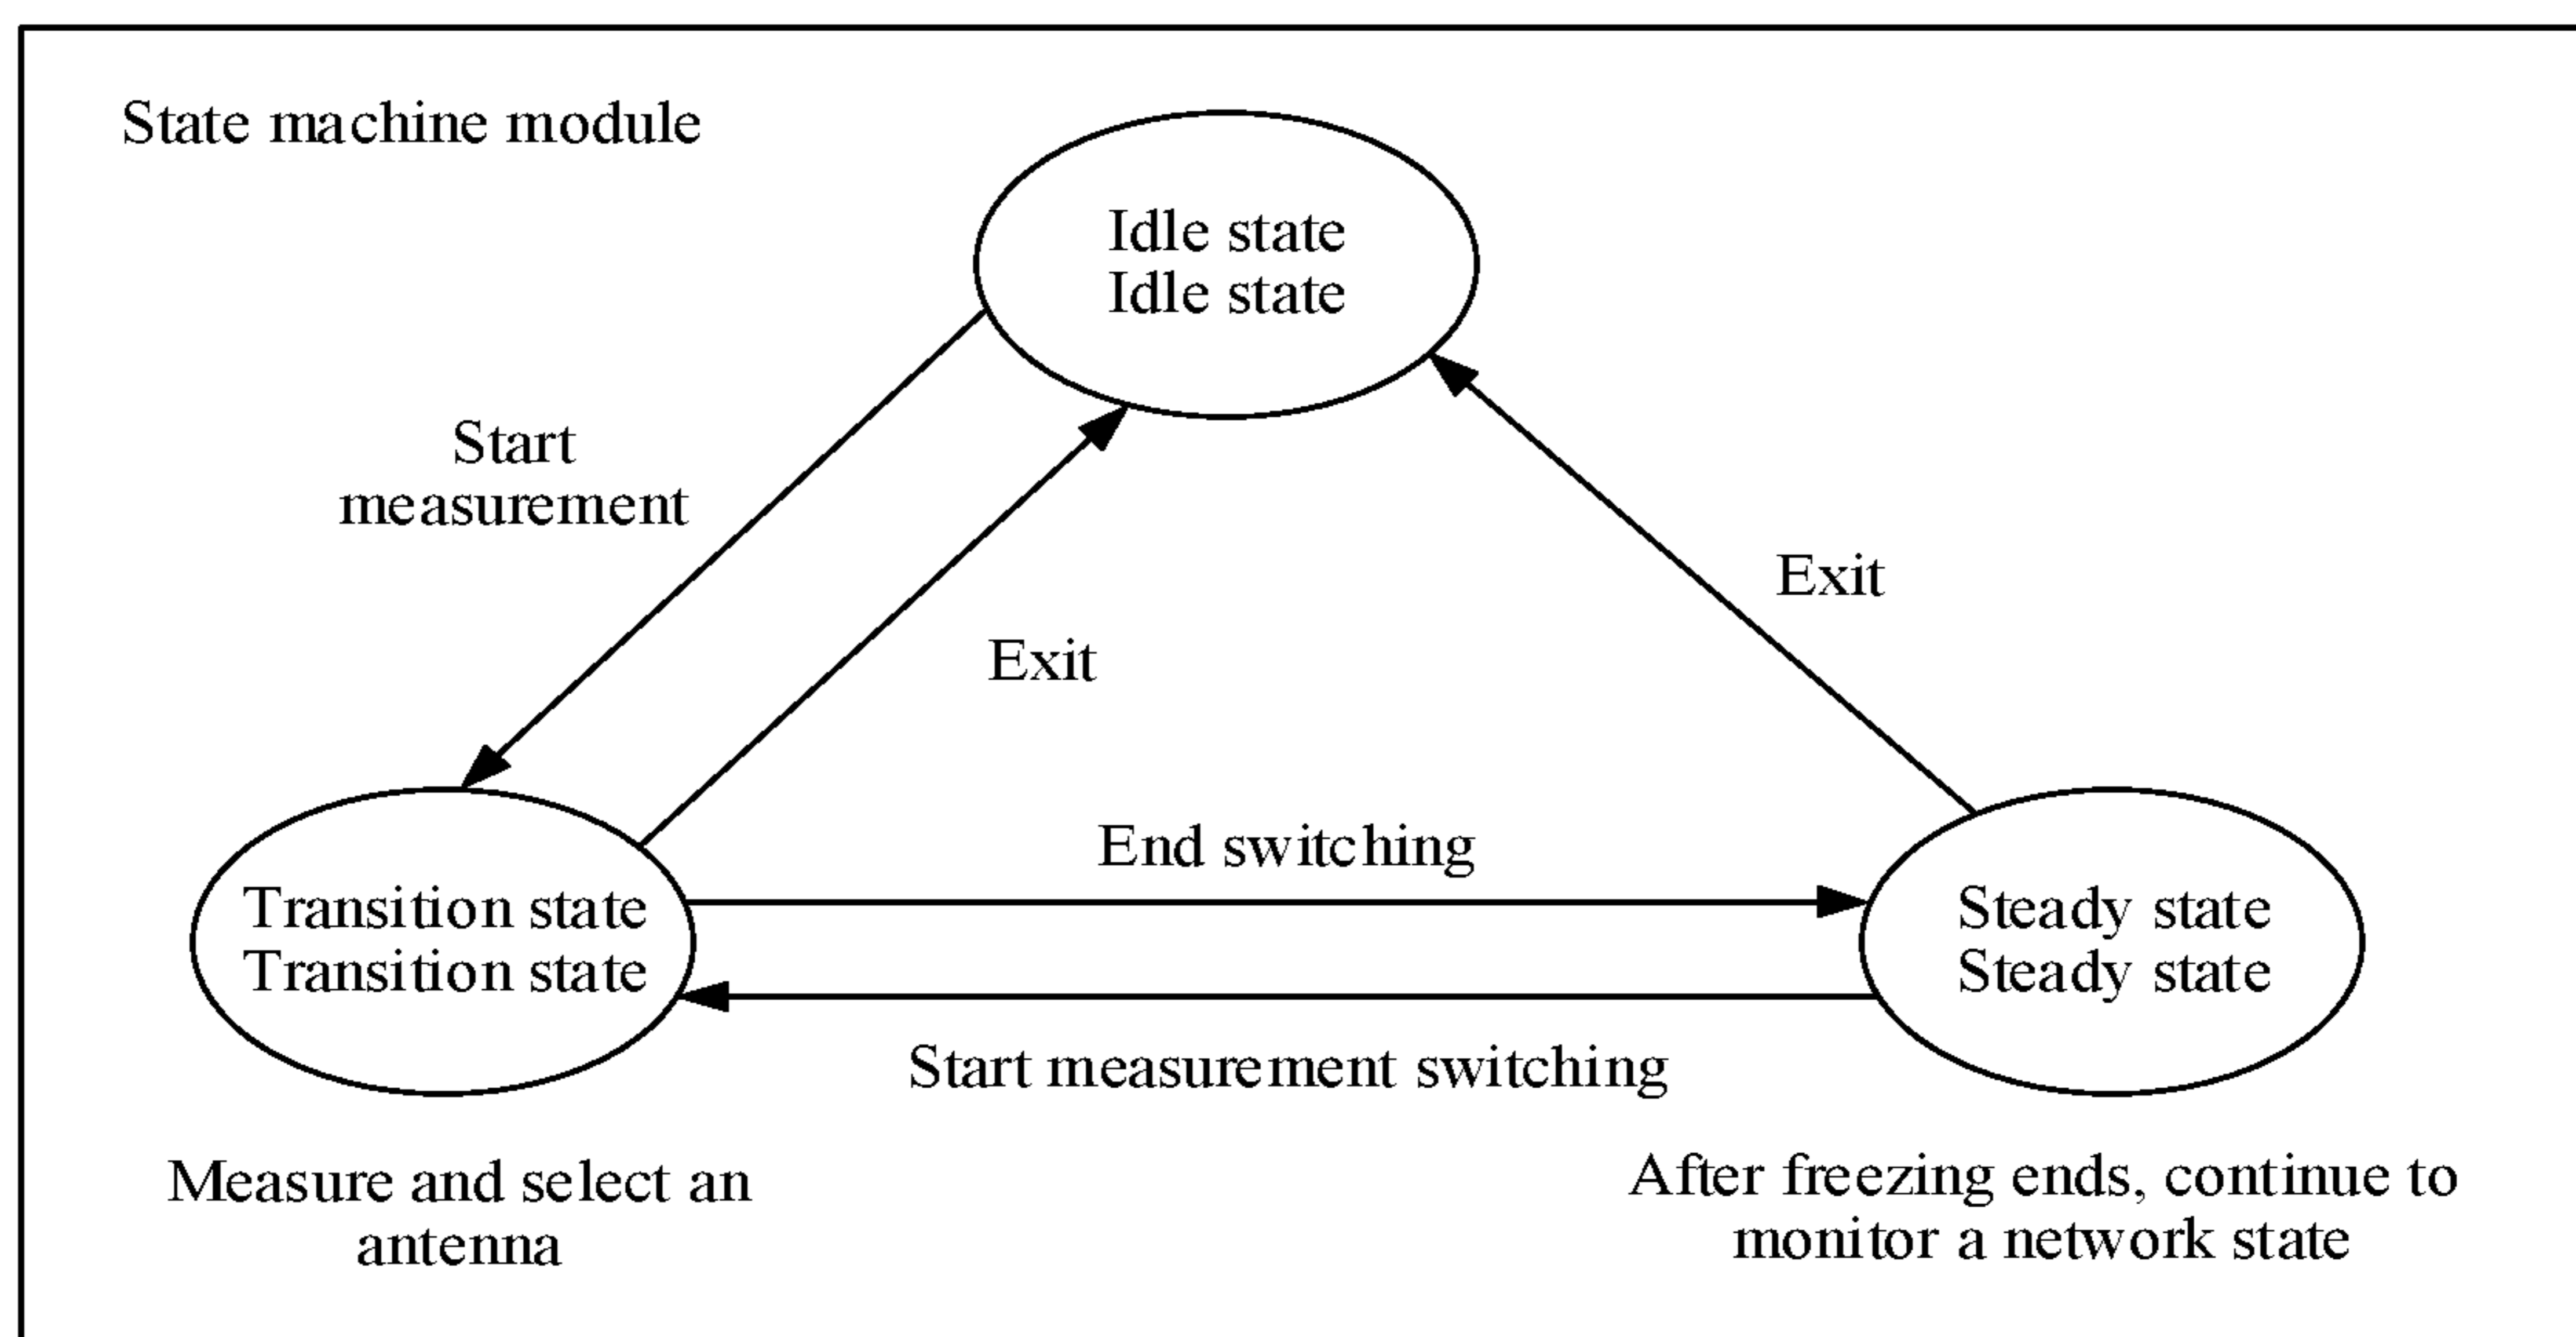 State machine module
Idle state
Idle state
Start
measurement
Exit
Exit
End switching
Transition state
Transition state
Steady state
Steady state
Start measurement switching
Measure and select an
antenna
After freezing ends, continue to
monitor a network state